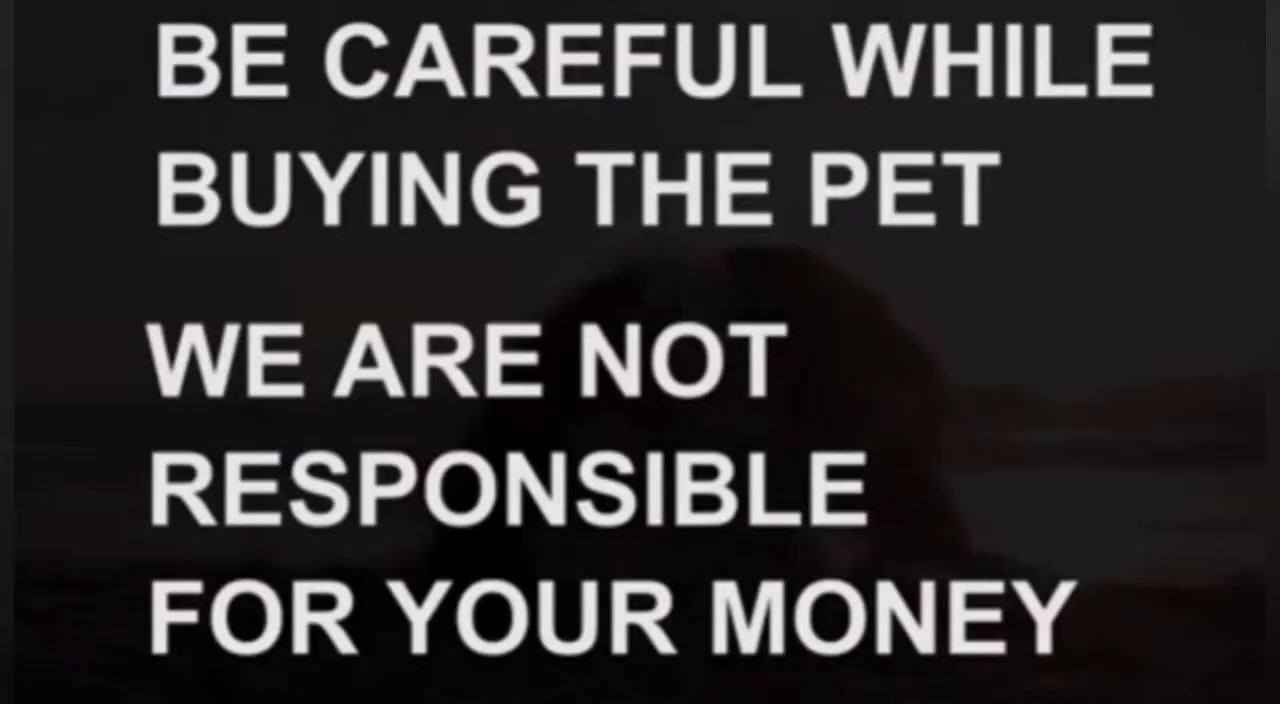 BE CAREFUL WHILE
BUYING THE PET
WE ARE NOT
RESPONSIBLE
FOR YOUR MONEY